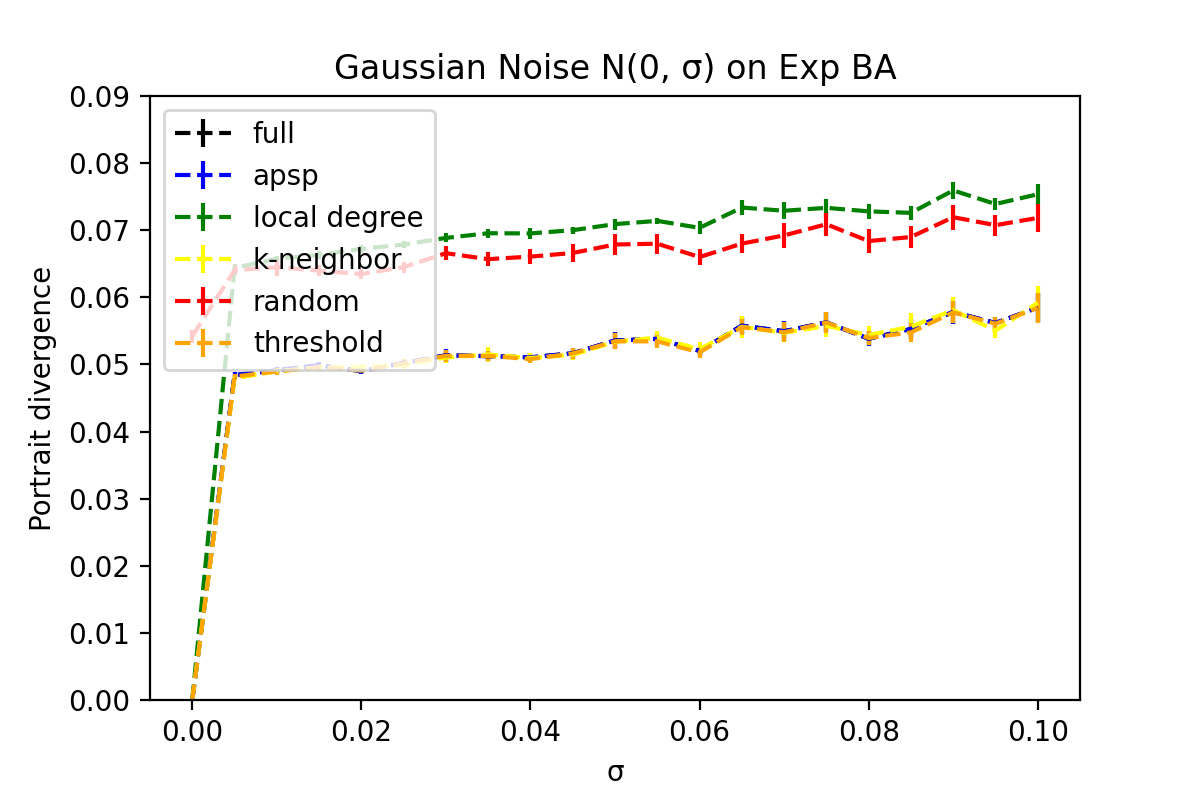 Gaussian Noise N(0, σ) on Exp BA
0.09
0.08
0.07
0.06
0.05
0.04
0.03
0.02
0.01
0.00
Portrait divergence
full
apsp
local degree
k-neighbor
random
threshold
0.00 0.02 0.04 0.06 0.08 0.10
σ